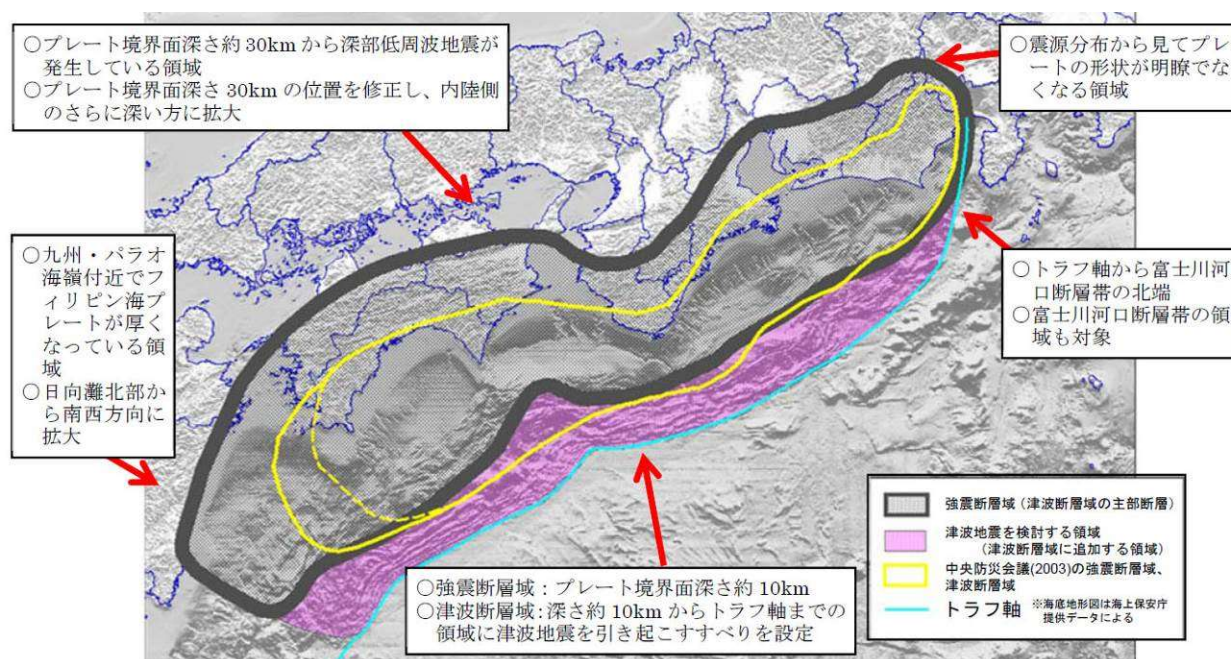 ○プレート境界面深さ約 30km から深部低周波地震が
発生している領域
○プレート境界面深さ 30km の位置を修正し、内陸側
のさらに深い方に拡大
○震源分布から見てプレ
ートの形状が明瞭でな
くなる領域
○九州・パラオ
海嶺付近でフ
ィリピン海プ
レートが厚く
なっている領
域
○日向灘北部か
ら南西方向に
拡大
○トラフ軸から富士川河
口断層帯の北端
○富士川河口断層帯の領
域も対象
○強震断層域:プレート境界面深さ約 10km
○津波断層域:深さ約 10km からトラフ軸までの
領域に津波地震を引き起こすすべりを設定
強震断層域(津波断層域の主部断層)
津波地震を検討する領域
(津波断層域に追加する領域)
中央防災会議(2003)の強震断層域、
津波断層域
トラフ軸 ※海底地形図は海上保安庁
提供データによる